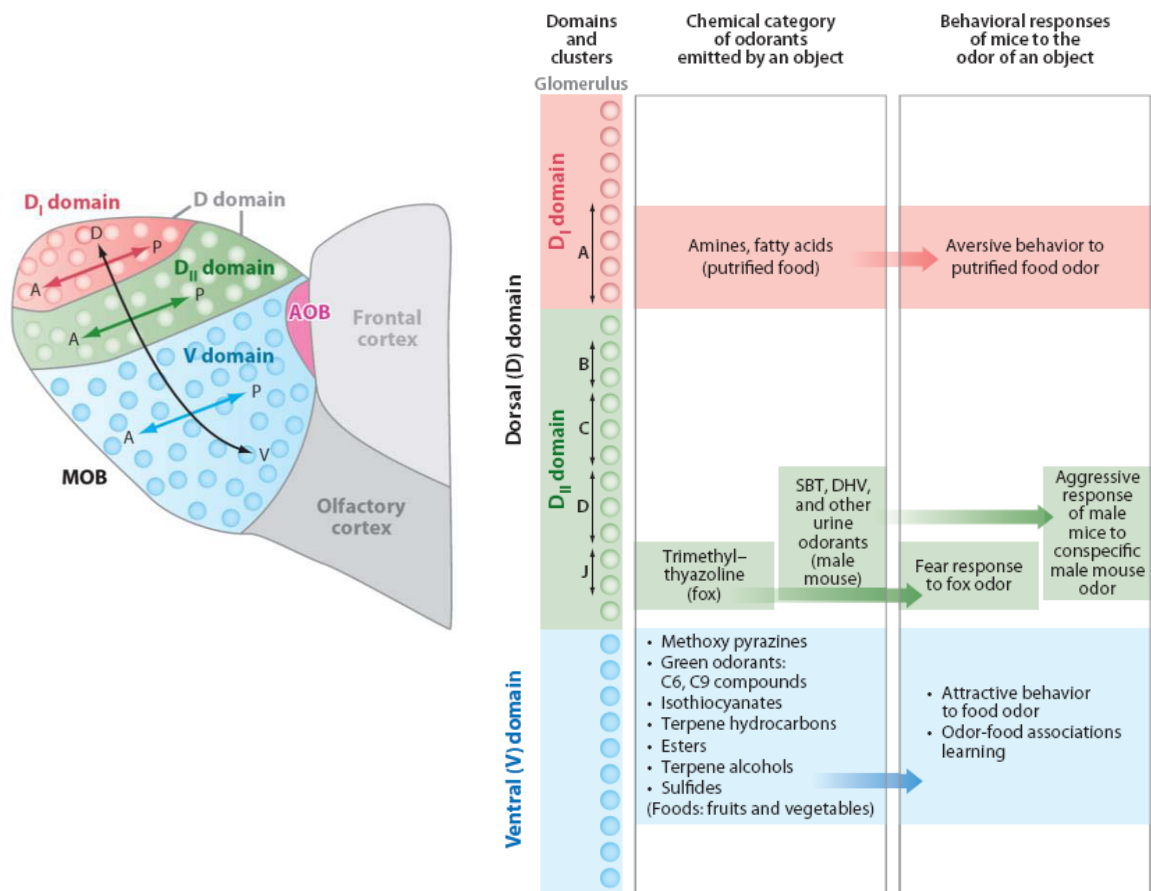 D_I domain
D domain
D
P
A
D_II domain
P
A
AOB
Frontal
cortex
V domain
P
A
V
MOB
Olfactory
cortex
Domains
and
clusters
Chemical category
of odorants
emitted by an object
Behavioral responses
of mice to the
odor of an object
Glomerulus
Dorsal (D) domain
D_I domain
A
Amines, fatty acids
(putrified food)
Aversive behavior to
putrified food odor
D_II domain
B
C
D
J
SBT, DHV,
and other
urine
odorants
(male
mouse)
Aggressive
response
of male
mice to
conspecific
male mouse
odor
Trimethyl–
thyazoline
(fox)
Fear response
to fox odor
Ventral (V) domain
• Methoxy pyrazines
• Green odorants:
C6, C9 compounds
• Isothiocyanates
• Terpene hydrocarbons
• Esters
• Terpene alcohols
• Sulfides
(Foods: fruits and vegetables)
• Attractive behavior
to food odor
• Odor-food associations
learning